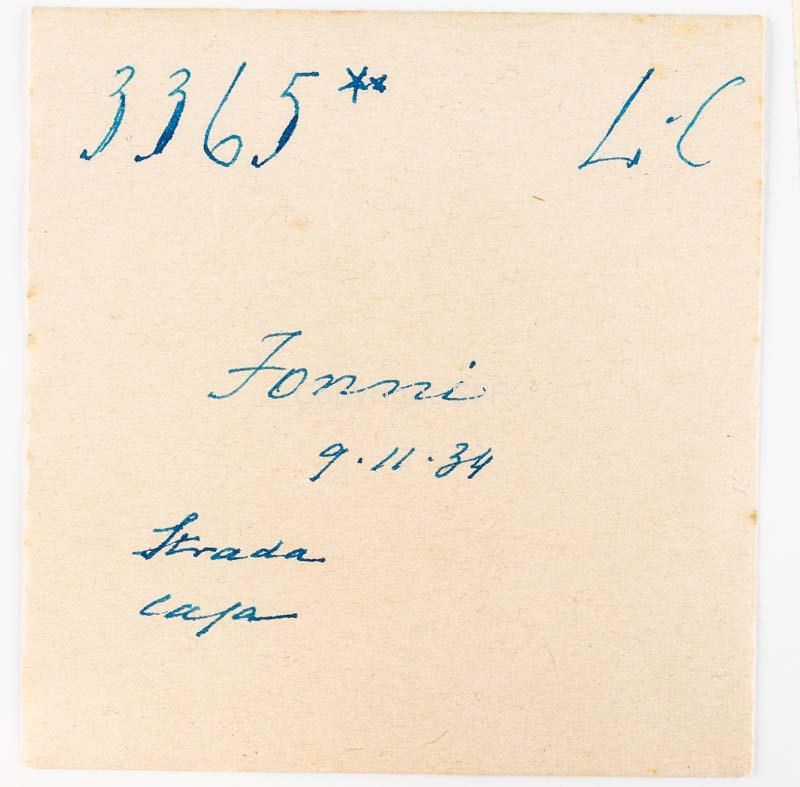 3365** L.C
Fonni
9.11.34
Strada
casa